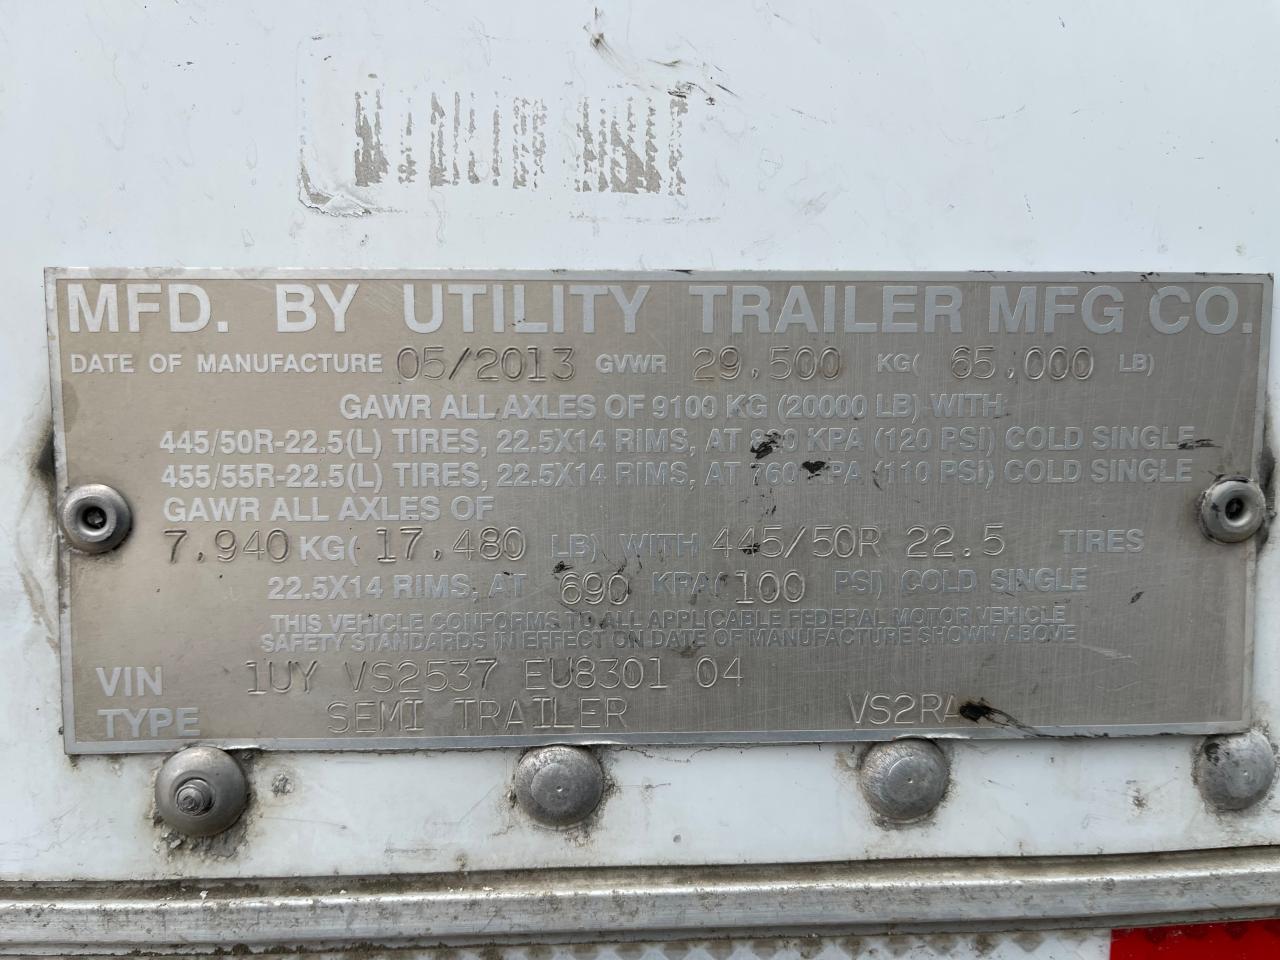 MFD. BY UTILITY TRAILER MFG CO.
DATE OF MANUFACTURE 05/2013 GVWR 29,500 KG( 65,000 LB)
GAWR ALL AXLES OF 9100 KG (20000 LB) WITH
445/50R-22.5(L) TIRES, 22.5X14 RIMS, AT KPA (120 PSI) COLD SINGLE
455/55R-22.5(L) TIRES, 22.5X14 RIMS, AT 760 KPA (110 PSI) COLD SINGLE
GAWR ALL AXLES OF
7,940 KG( 17,480 LB) WITH 445/50R 22.5 TIRES
22.5X14 RIMS, AT 690 KPA( 100 PSI) COLD SINGLE
THIS VEHICLE CONFORMS TO ALL APPLICABLE FEDERAL MOTOR VEHICLE
SAFETY STANDARDS IN EFFECT ON DATE OF MANUFACTURE SHOWN ABOVE
VIN 1UY VS2537 EU8301 04
TYPE SEMI TRAILER VS2RA